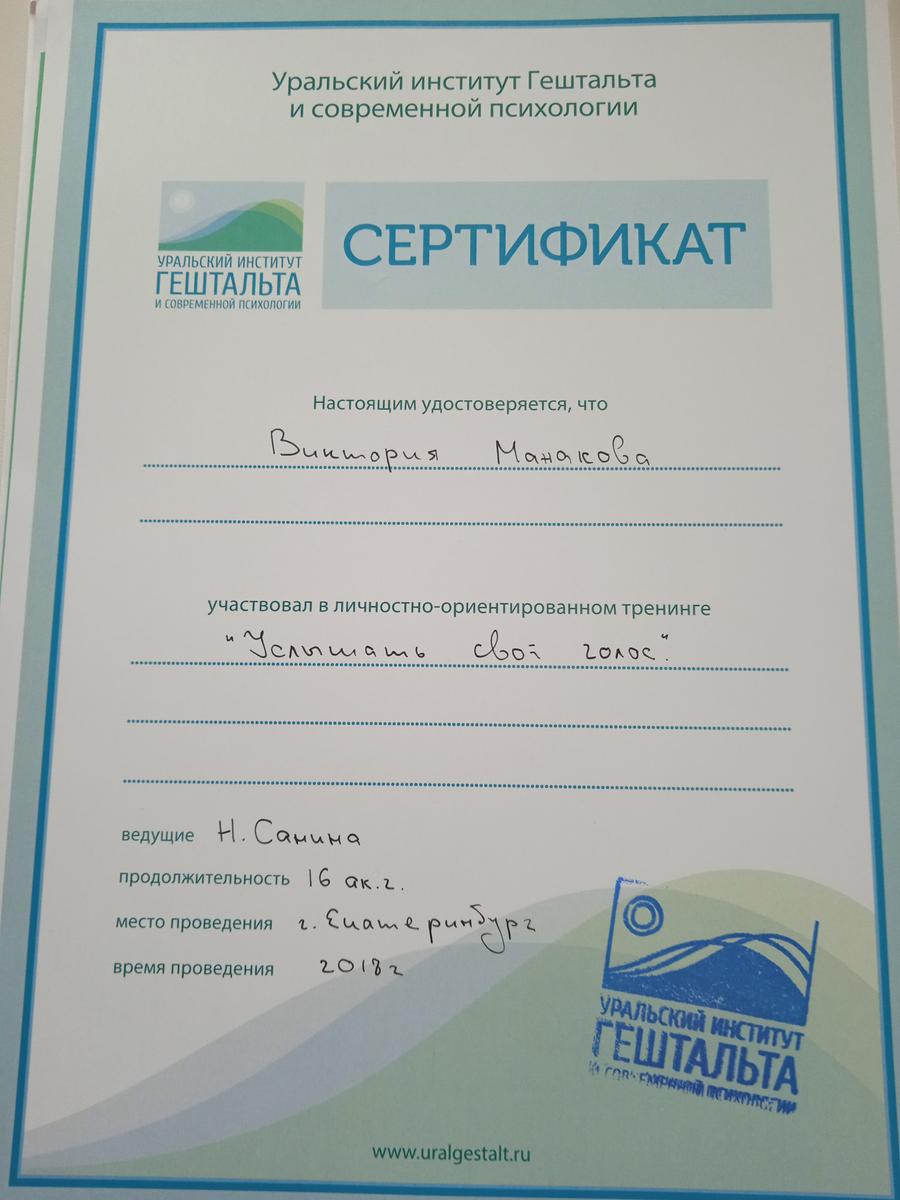 Уральский институт Гештальта
и современной психологии
УРАЛЬСКИЙ ИНСТИТУТ
ГЕШТАЛЬТА
И СОВРЕМЕННОЙ ПСИХОЛОГИИ
СЕРТИФИКАТ
Настоящим удостоверяется, что
Виктория Манакова
участвовал в личностно-ориентированном тренинге
"Услышать свой голос".
ведущие Н. Санина
продолжительность 16 ак.г.
место проведения г. Екатеринбург
время проведения 2018г
УРАЛЬСКИЙ ИНСТИТУТ
ГЕШТАЛЬТА
И СОВРЕМЕННОЙ ПСИХОЛОГИИ
www.uralgestalt.ru